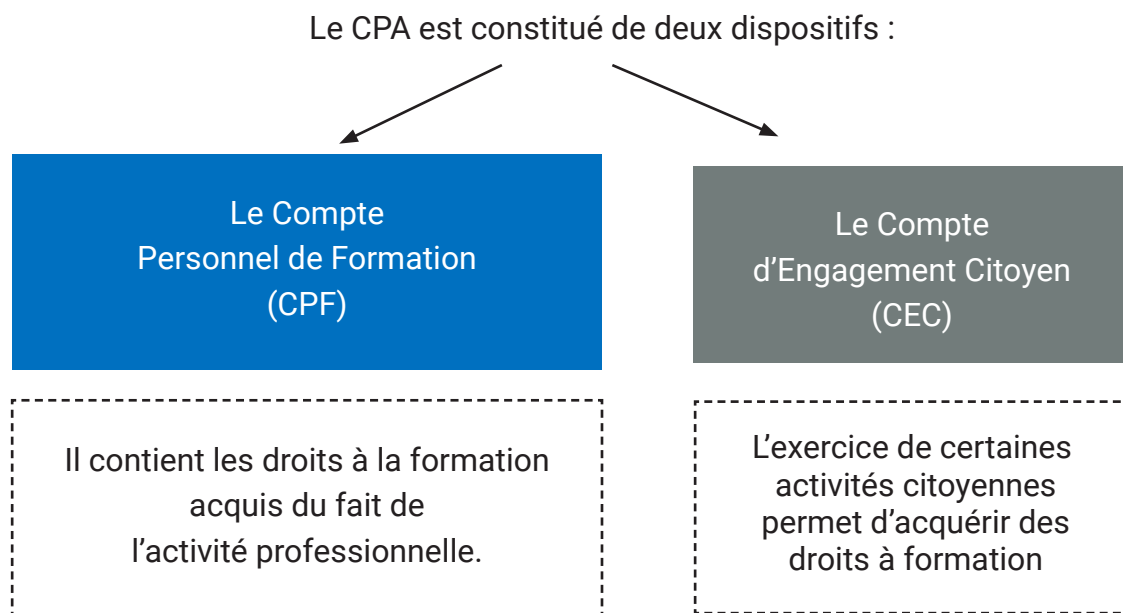 Le CPA est constitué de deux dispositifs :
Le Compte
Personnel de Formation
(CPF)
Il contient les droits à la formation
acquis du fait de
l’activité professionnelle.
Le Compte
d’Engagement Citoyen
(CEC)
L’exercice de certaines
activités citoyennes
permet d’acquérir des
droits à formation